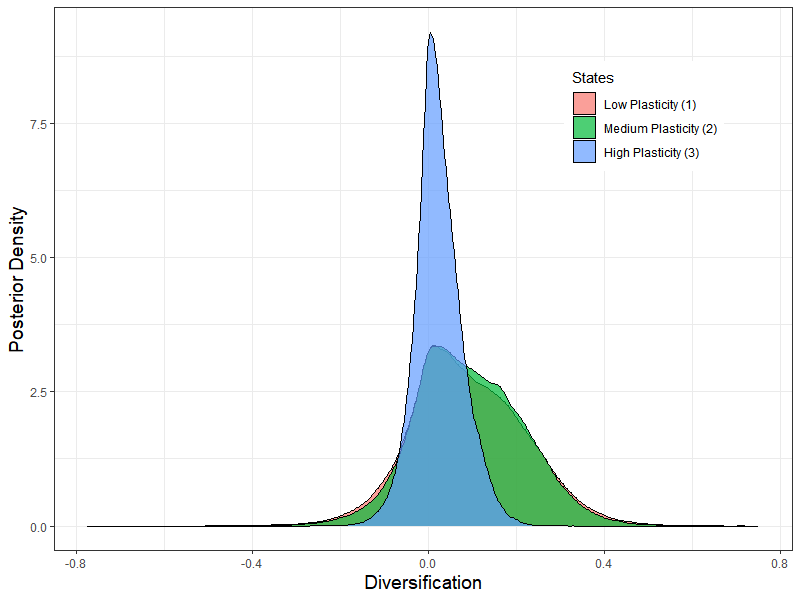 States
Low Plasticity (1)
Medium Plasticity (2)
High Plasticity (3)
7.5
5.0
2.5
0.0
Posterior Density
-0.8
-0.4
0.0
0.4
0.8
Diversification